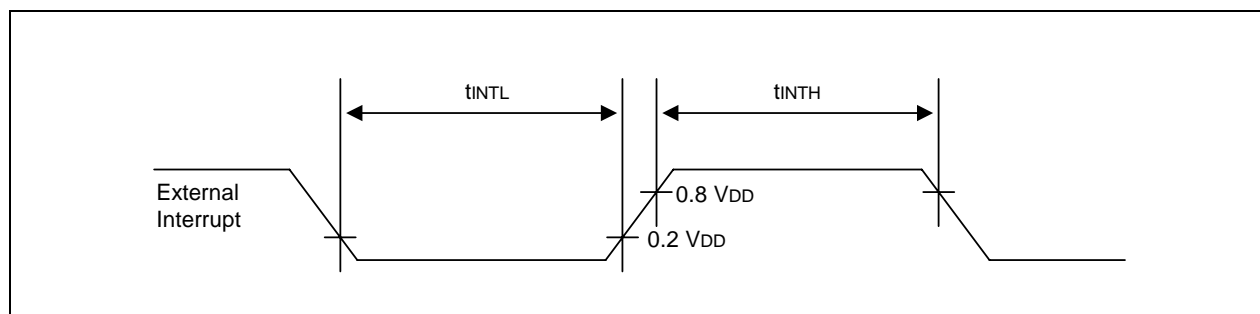 tINTL
tINTH
External
Interrupt
0.8 VDD
0.2 VDD